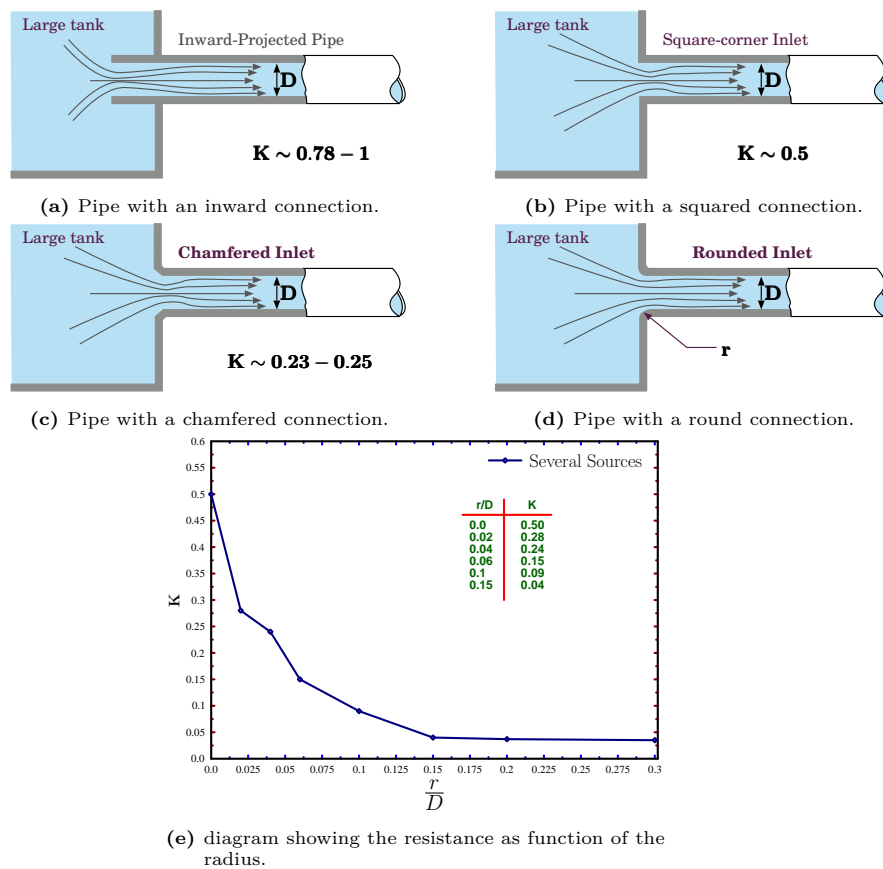 Large tank
Inward-Projected Pipe
D
K ∼ 0.78 − 1
(a) Pipe with an inward connection.
Large tank
Square-corner Inlet
D
K ∼ 0.5
(b) Pipe with a squared connection.
Large tank
Chamfered Inlet
D
K ∼ 0.23 − 0.25
(c) Pipe with a chamfered connection.
Large tank
Rounded Inlet
D
r
(d) Pipe with a round connection.
0.6
0.55
0.5
0.45
0.4
0.35
0.3
0.25
0.2
0.15
0.1
0.05
0.0
K
Several Sources
r/D K
0.0 0.50
0.02 0.28
0.04 0.24
0.06 0.15
0.1 0.09
0.15 0.04
0.0 0.025 0.05 0.075 0.1 0.125 0.15 0.175 0.2 0.225 0.25 0.275 0.3
r
D
(e) diagram showing the resistance as function of the
radius.